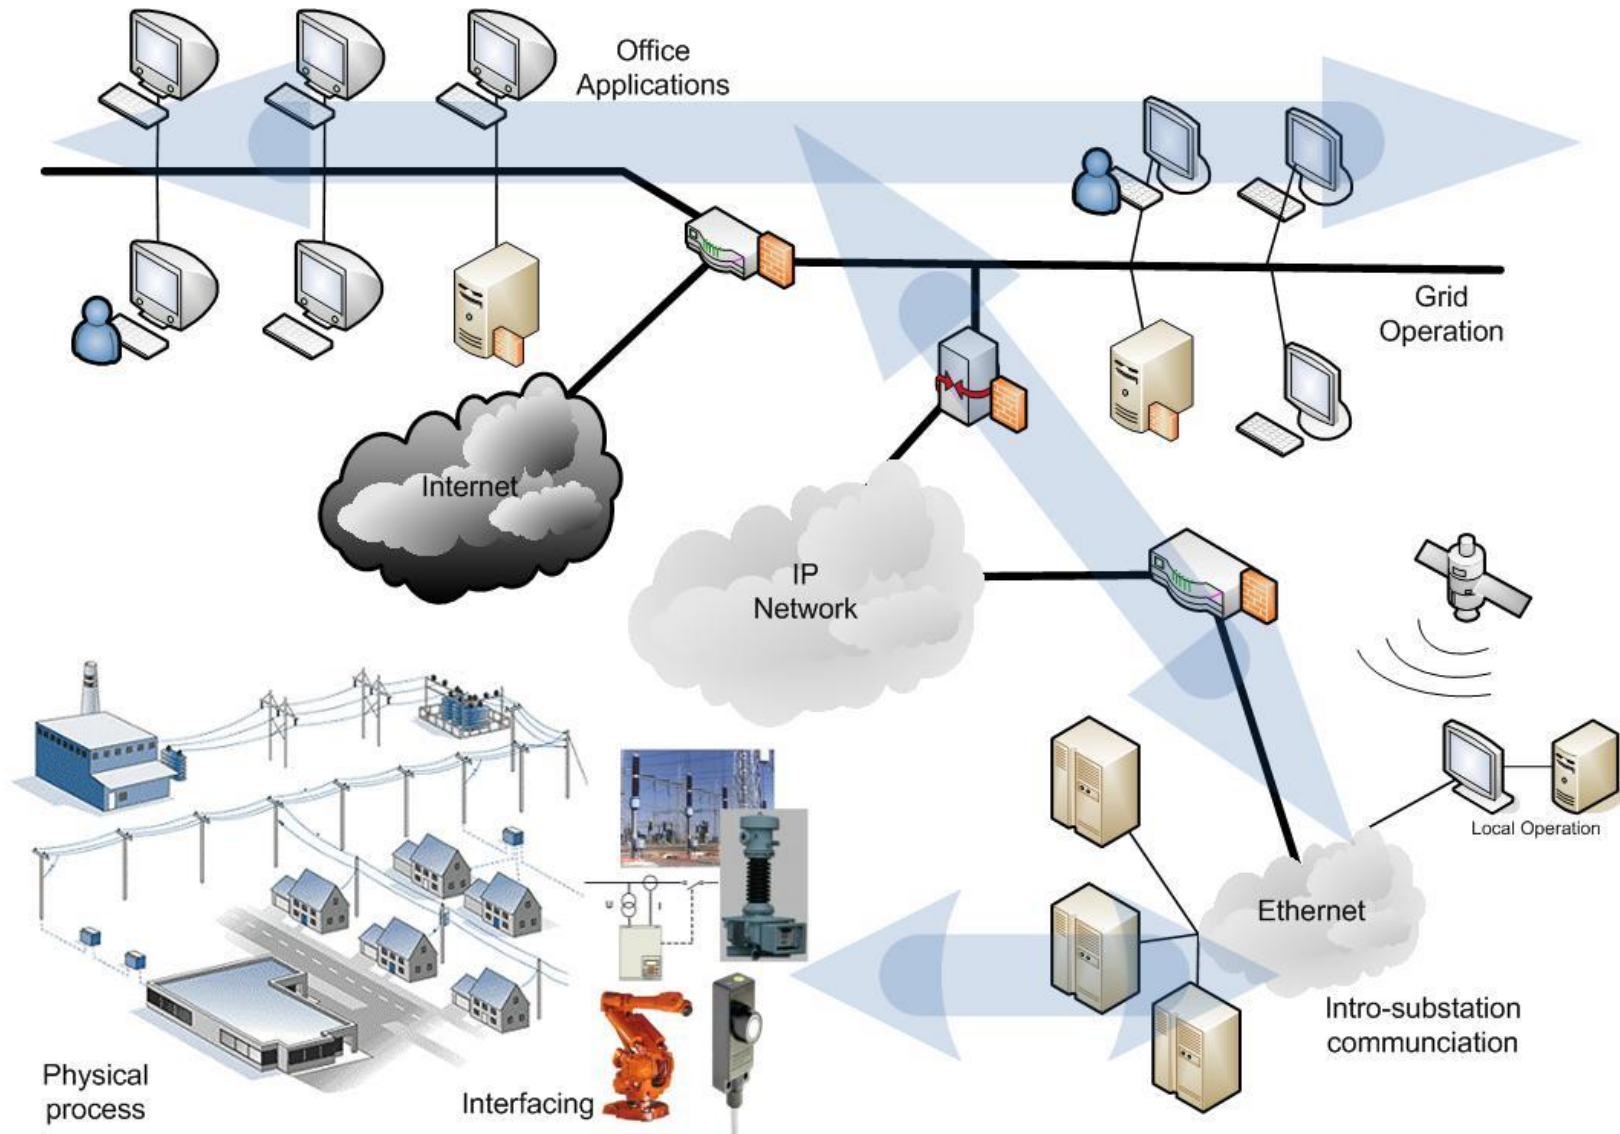 Office
Applications
Grid
Operation
Internet
IP
Network
Local Operation
Ethernet
U
I
Intro-substation
communciation
Physical
process
Interfacing